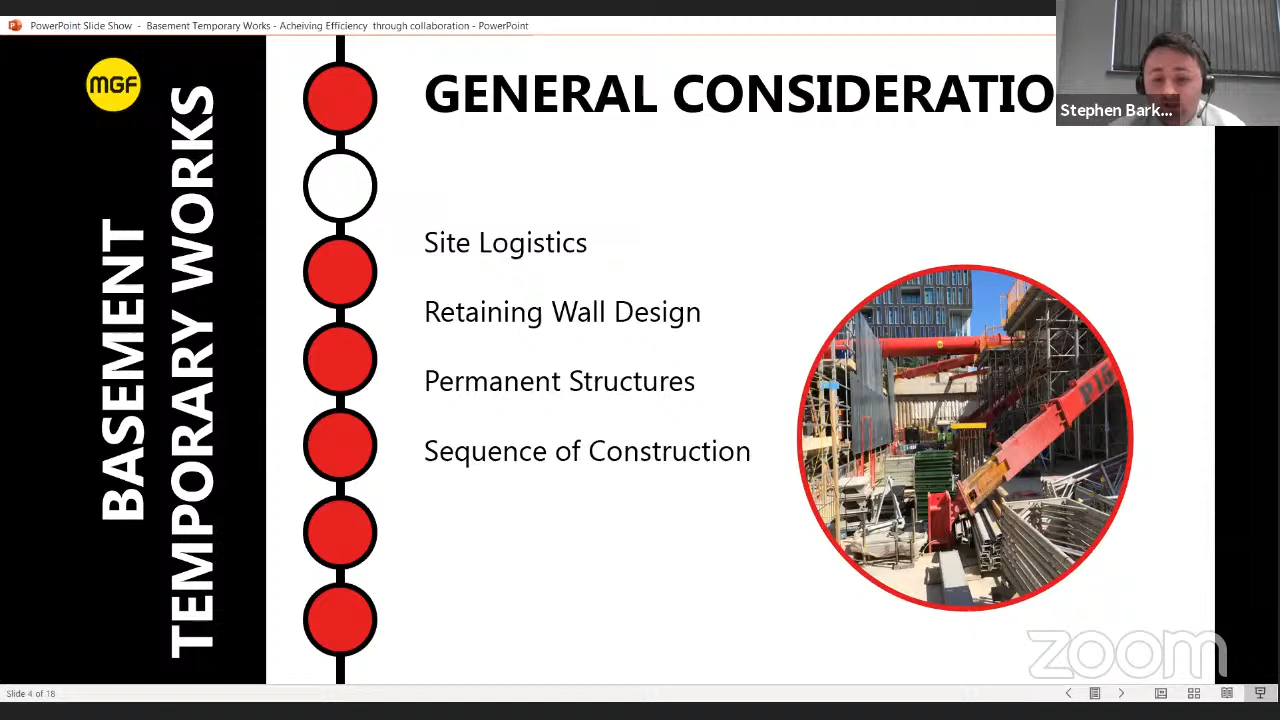 PowerPoint Slide Show - Basement Temporary Works - Acheiving Efficiency through collaboration - PowerPoint
MGF
BASEMENT
TEMPORARY WORKS
GENERAL CONSIDERATIO
Stephen Bark...
Site Logistics
Retaining Wall Design
Permanent Structures
Sequence of Construction
zoom
Slide 4 of 18